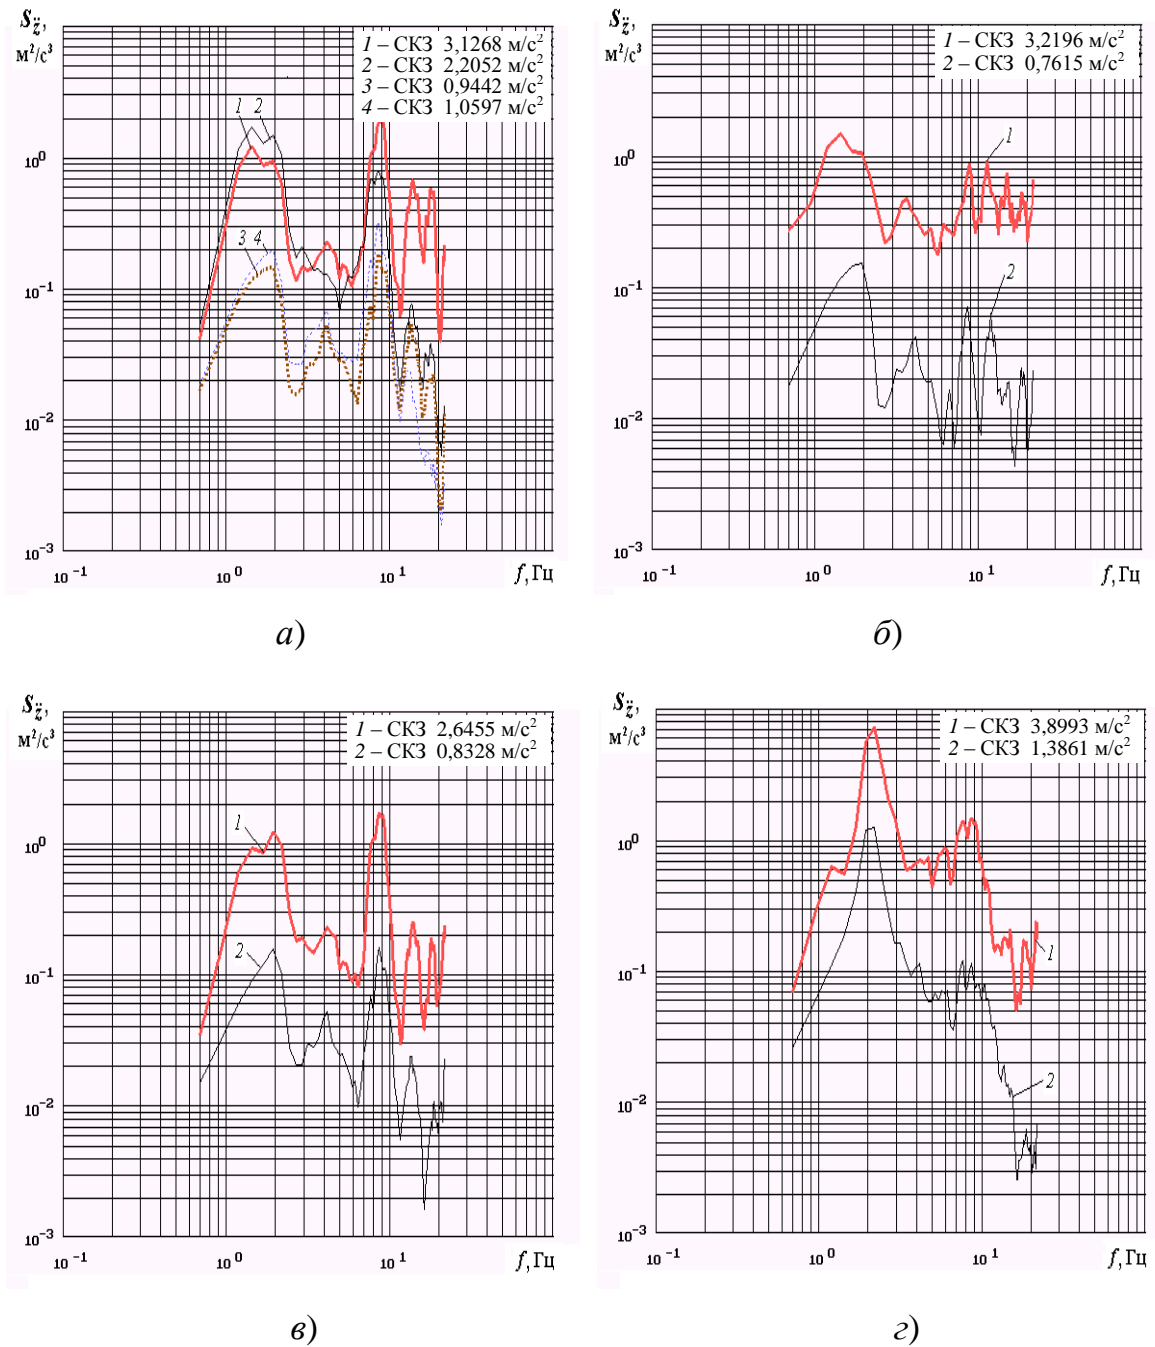 S_z̈,
м²/с³
1 – СКЗ 3,1268 м/с²
2 – СКЗ 2,2052 м/с²
3 – СКЗ 0,9442 м/с²
4 – СКЗ 1,0597 м/с²
1 2
3 4
10⁰
10⁻¹
10⁻²
10⁻³
10⁻¹ 10⁰ 10¹ f, Гц
а)
S_z̈,
м²/с³
1 – СКЗ 3,2196 м/с²
2 – СКЗ 0,7615 м/с²
1
2
10⁰
10⁻¹
10⁻²
10⁻³
10⁻¹ 10⁰ 10¹ f, Гц
б)
S_z̈,
м²/с³
1 – СКЗ 2,6455 м/с²
2 – СКЗ 0,8328 м/с²
1
2
10⁰
10⁻¹
10⁻²
10⁻³
10⁻¹ 10⁰ 10¹ f, Гц
в)
S_z̈,
м²/с³
1 – СКЗ 3,8993 м/с²
2 – СКЗ 1,3861 м/с²
1
2
10⁰
10⁻¹
10⁻²
10⁻³
10⁻¹ 10⁰ 10¹ f, Гц
г)